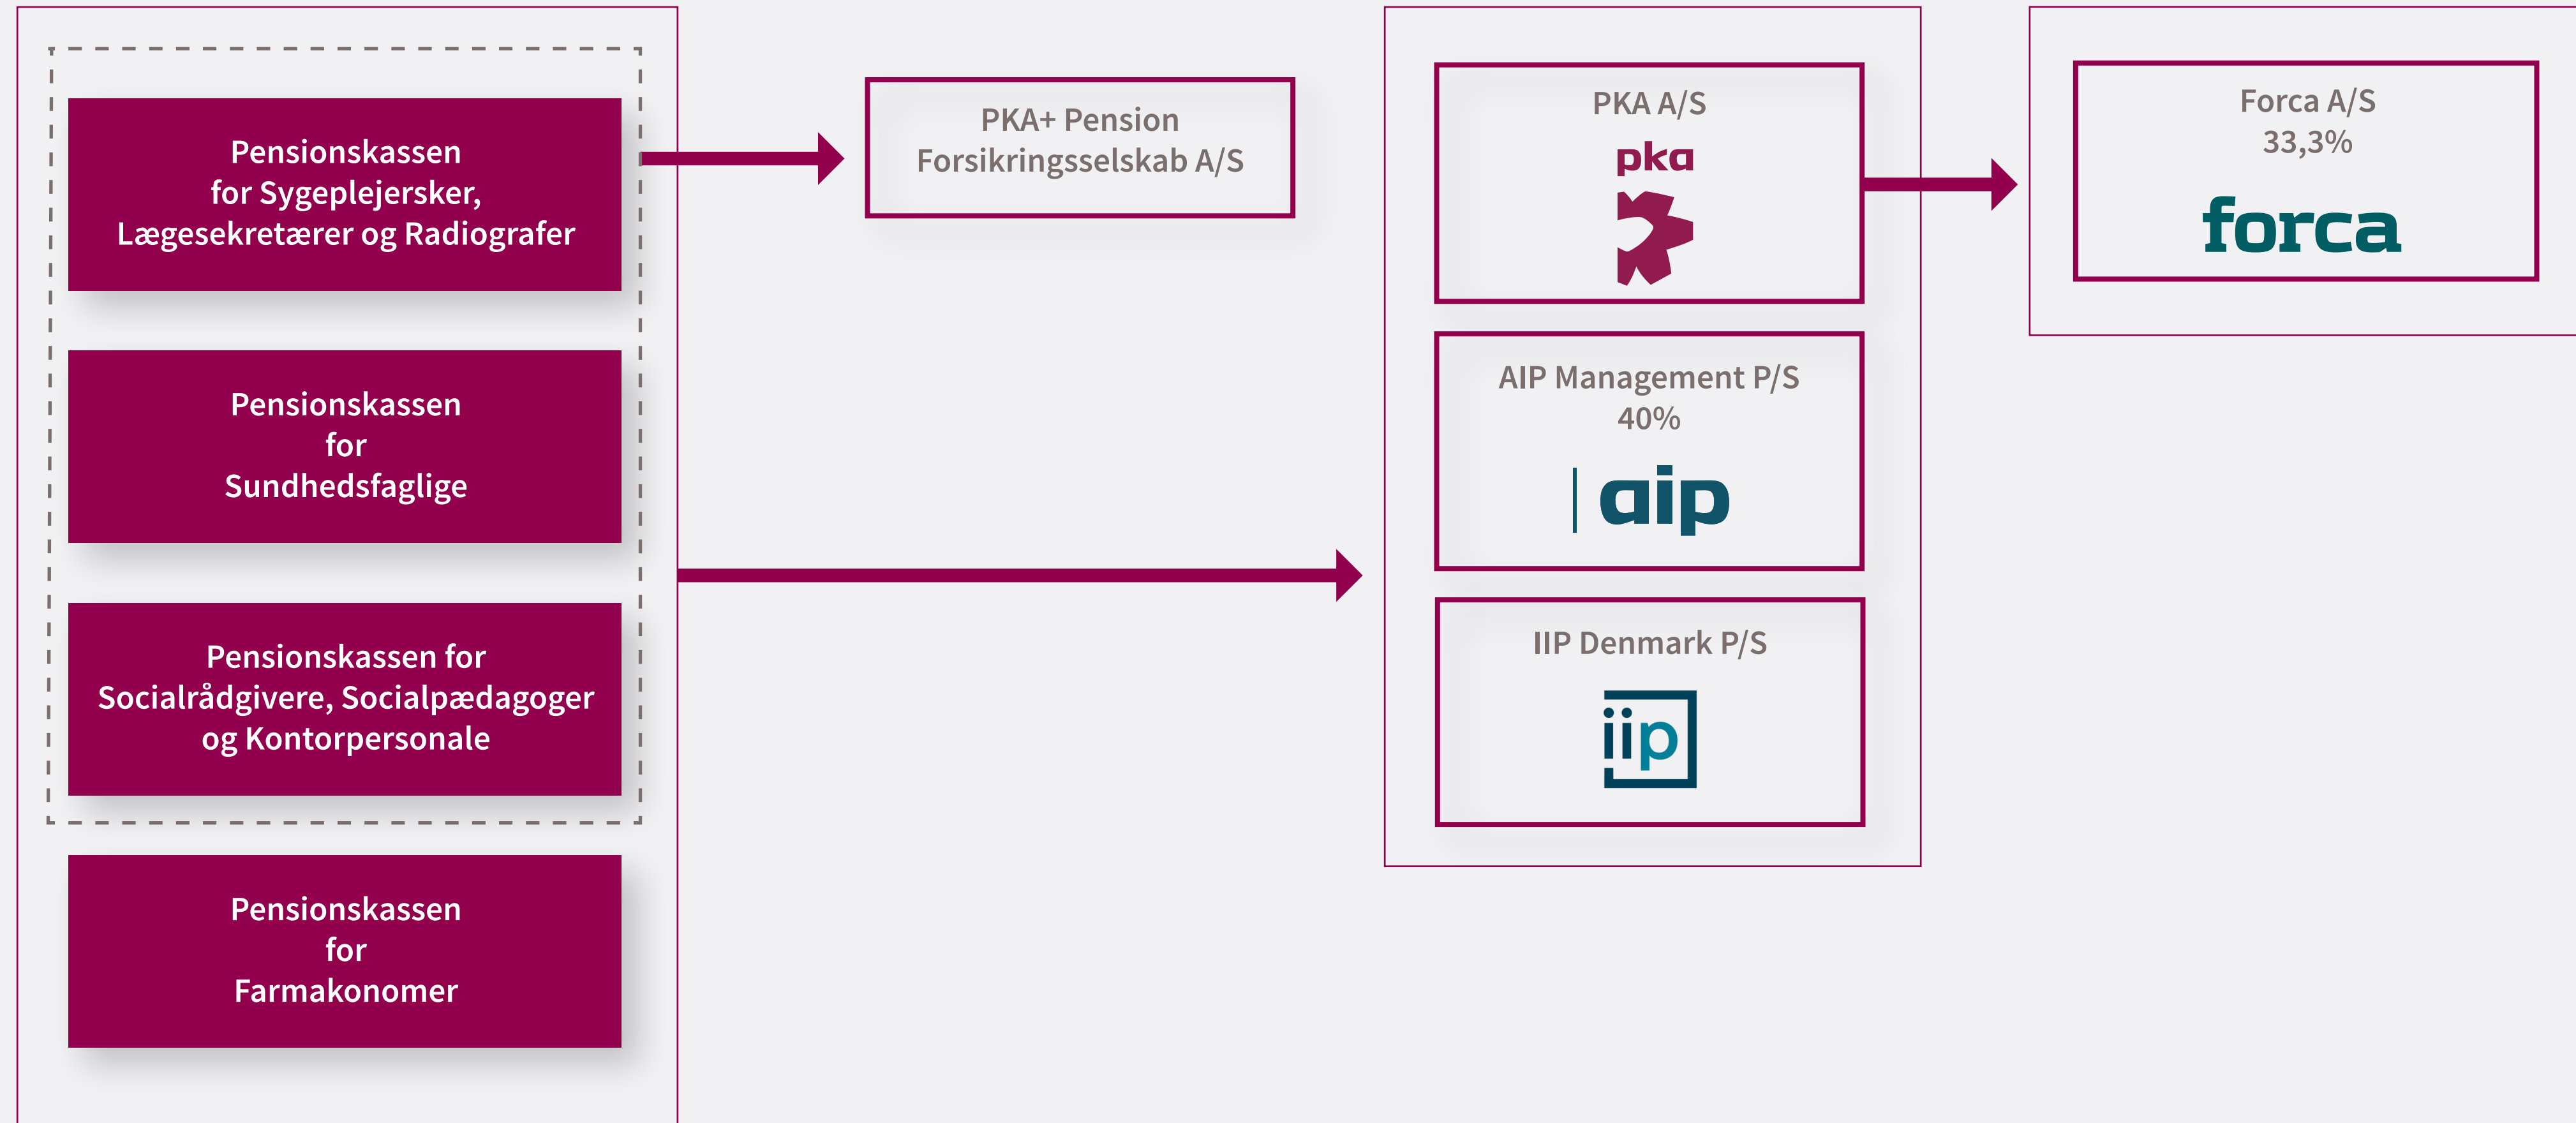 Pensionskassen
for Sygeplejersker,
Lægesekretærer og Radiografer
Pensionskassen
for
Sundhedsfaglige
Pensionskassen for
Socialrådgivere, Socialpædagoger
og Kontorpersonale
Pensionskassen
for
Farmakonomer
PKA+ Pension
Forsikringsselskab A/S
PKA A/S
pka
AIP Management P/S
40%
aip
IIP Denmark P/S
iip
Forca A/S
33,3%
forca